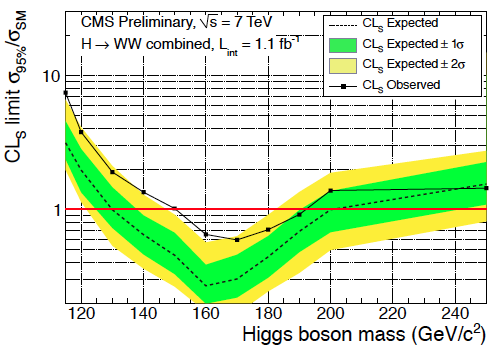 CMS Preliminary, √s = 7 TeV
H → WW combined, L_int = 1.1 fb⁻¹
CL_S Expected
CL_S Expected ± 1σ
CL_S Expected ± 2σ
CL_S Observed
CL_S limit σ_95%/σ_SM
10
1
120 140 160 180 200 220 240
Higgs boson mass (GeV/c²)